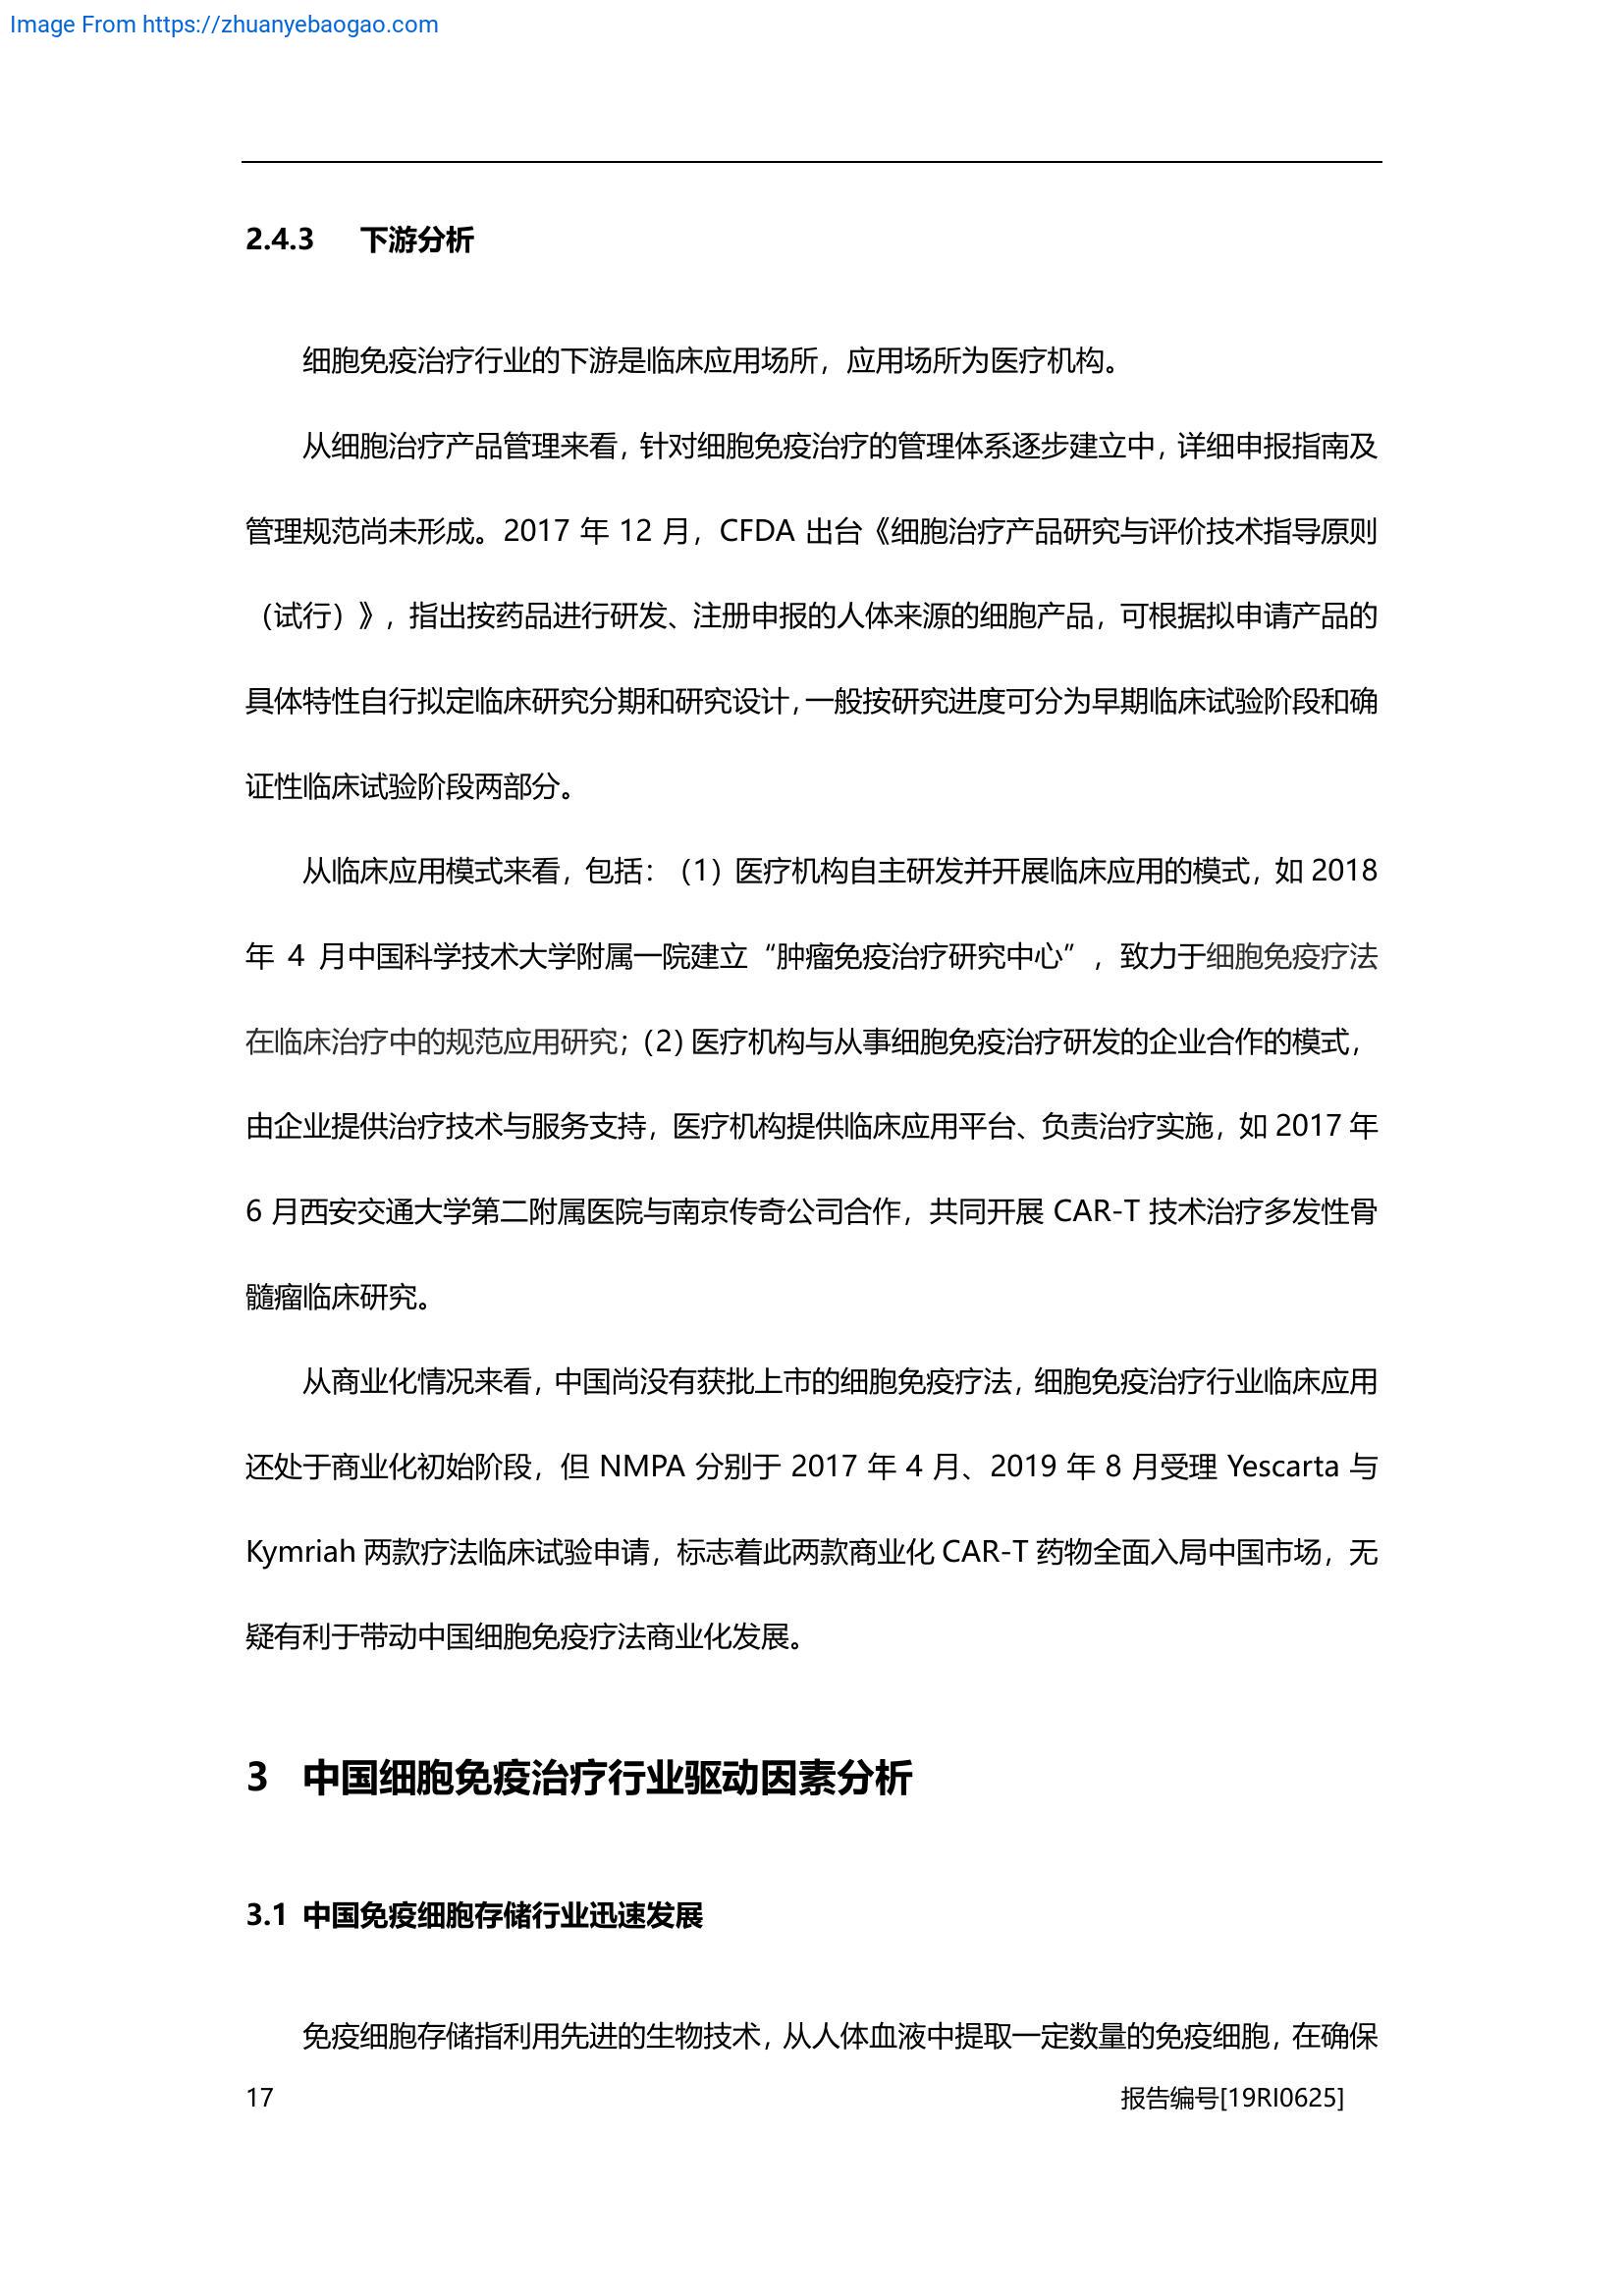 Image From https://zhuanyebaogao.com
2.4.3 下游分析
细胞免疫治疗行业的下游是临床应用场所，应用场所为医疗机构。
从细胞治疗产品管理来看，针对细胞免疫治疗的管理体系逐步建立中，详细申报指南及
管理规范尚未形成。2017 年 12 月，CFDA 出台《细胞治疗产品研究与评价技术指导原则
（试行）》，指出按药品进行研发、注册申报的人体来源的细胞产品，可根据拟申请产品的
具体特性自行拟定临床研究分期和研究设计，一般按研究进度可分为早期临床试验阶段和确
证性临床试验阶段两部分。
从临床应用模式来看，包括：（1）医疗机构自主研发并开展临床应用的模式，如 2018
年 4 月中国科学技术大学附属一院建立“肿瘤免疫治疗研究中心”，致力于细胞免疫疗法
在临床治疗中的规范应用研究；（2）医疗机构与从事细胞免疫治疗研发的企业合作的模式，
由企业提供治疗技术与服务支持，医疗机构提供临床应用平台、负责治疗实施，如 2017 年
6 月西安交通大学第二附属医院与南京传奇公司合作，共同开展 CAR-T 技术治疗多发性骨
髓瘤临床研究。
从商业化情况来看，中国尚没有获批上市的细胞免疫疗法，细胞免疫治疗行业临床应用
还处于商业化初始阶段，但 NMPA 分别于 2017 年 4 月、2019 年 8 月受理 Yescarta 与
Kymriah 两款疗法临床试验申请，标志着此两款商业化 CAR-T 药物全面入局中国市场，无
疑有利于带动中国细胞免疫疗法商业化发展。
3 中国细胞免疫治疗行业驱动因素分析
3.1 中国免疫细胞存储行业迅速发展
免疫细胞存储指利用先进的生物技术，从人体血液中提取一定数量的免疫细胞，在确保
17 报告编号[19RI0625]